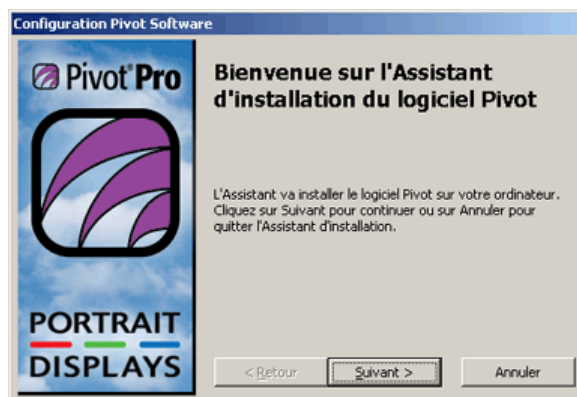 Configuration Pivot Software
Pivot® Pro
Bienvenue sur l'Assistant
d'installation du logiciel Pivot
L'Assistant va installer le logiciel Pivot sur votre ordinateur.
Cliquez sur Suivant pour continuer ou sur Annuler pour
quitter l'Assistant d'installation.
PORTRAIT
DISPLAYS
< Retour
Suivant >
Annuler